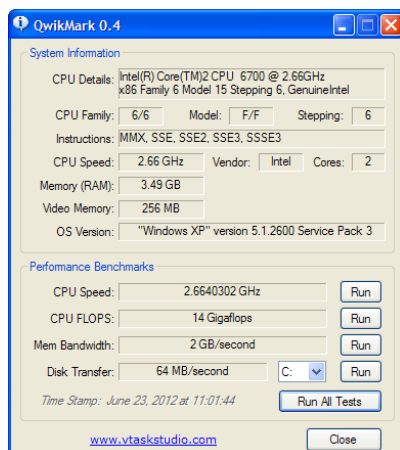 QwikMark 0.4
System Information
CPU Details: Intel(R) Core(TM)2 CPU 6700 @ 2.66GHz
x86 Family 6 Model 15 Stepping 6, GenuineIntel
CPU Family: 6/6 Model: F/F Stepping: 6
Instructions: MMX, SSE, SSE2, SSE3, SSSE3
CPU Speed: 2.66 GHz Vendor: Intel Cores: 2
Memory (RAM): 3.49 GB
Video Memory: 256 MB
OS Version: "Windows XP" version 5.1.2600 Service Pack 3
Performance Benchmarks
CPU Speed: 2.6640302 GHz Run
CPU FLOPS: 14 Gigaflops Run
Mem Bandwidth: 2 GB/second Run
Disk Transfer: 64 MB/second C: Run
Time Stamp: June 23, 2012 at 11:01:44 Run All Tests
www.vtaskstudio.com Close